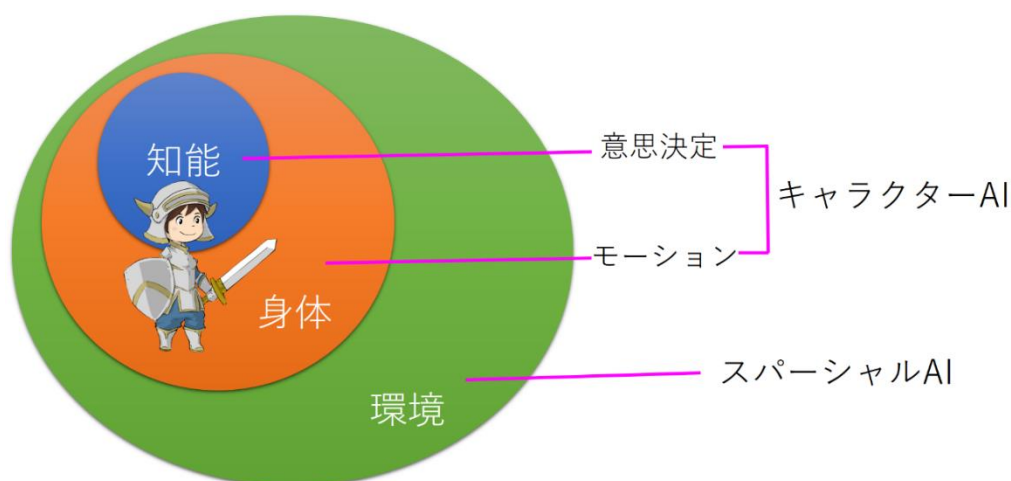 知能
意思決定
キャラクターAI
モーション
身体
スパーシャルAI
環境